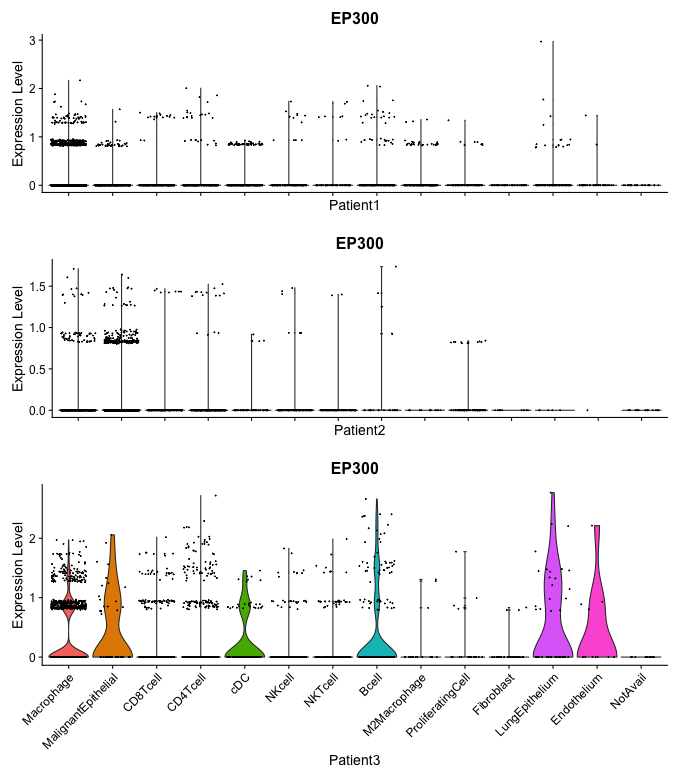 EP300
Expression Level
3
2
1
0
Patient1
EP300
Expression Level
1.5
1.0
0.5
0.0
Patient2
EP300
Expression Level
2
1
0
Macrophage
MalignantEpithelial
CD8Tcell
CD4Tcell
cDC
NKcell
NKTcell
Bcell
M2Macrophage
ProliferatingCell
Fibroblast
LungEpithelium
Endothelium
NotAvail
Patient3